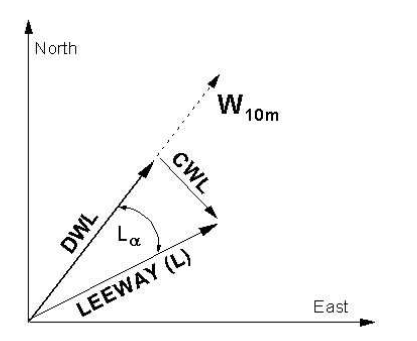 North
W10m
CWL
DWL
Lα
LEEWAY (L)
East